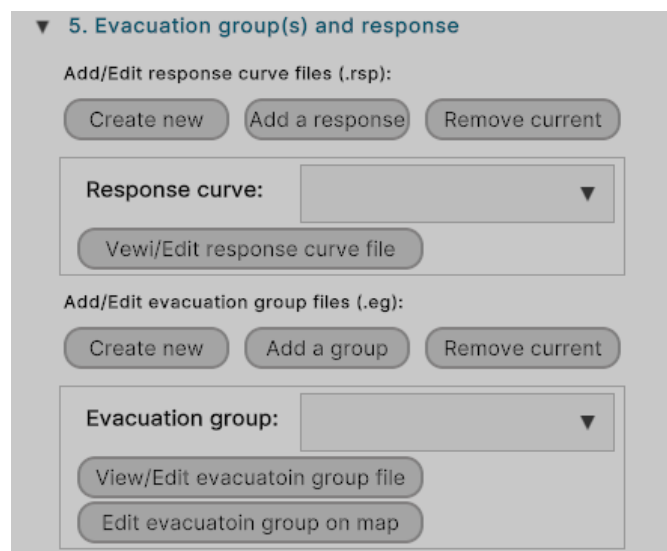 ▼ 5. Evacuation group(s) and response
Add/Edit response curve files (.rsp):
Create new Add a response Remove current
Response curve: ▼
Vewi/Edit response curve file
Add/Edit evacuation group files (.eg):
Create new Add a group Remove current
Evacuation group: ▼
View/Edit evacuatoin group file
Edit evacuatoin group on map